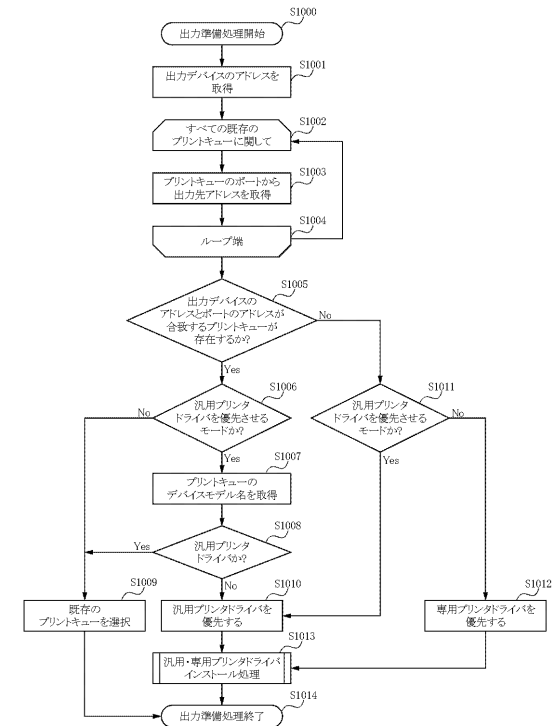 S1000
出力準備処理開始
S1001
出力デバイスのアドレスを
取得
S1002
すべての既存の
プリントキューに関して
S1003
プリントキューのポートから
出力先アドレスを取得
S1004
ループ端
S1005
出力デバイスの
アドレスとポートのアドレスが
合致するプリントキューが
存在するか?
No
Yes
S1006
汎用プリンタ
ドライバを優先させる
モードか?
No
Yes
S1011
汎用プリンタ
ドライバを優先させる
モードか?
No
Yes
S1007
プリントキューの
デバイスモデル名を取得
S1008
汎用プリンタ
ドライバか?
Yes
No
S1009
既存の
プリントキューを選択
S1010
汎用プリンタドライバを
優先する
S1012
専用プリンタドライバを
優先する
S1013
汎用・専用プリンタドライバ
インストール処理
S1014
出力準備処理終了